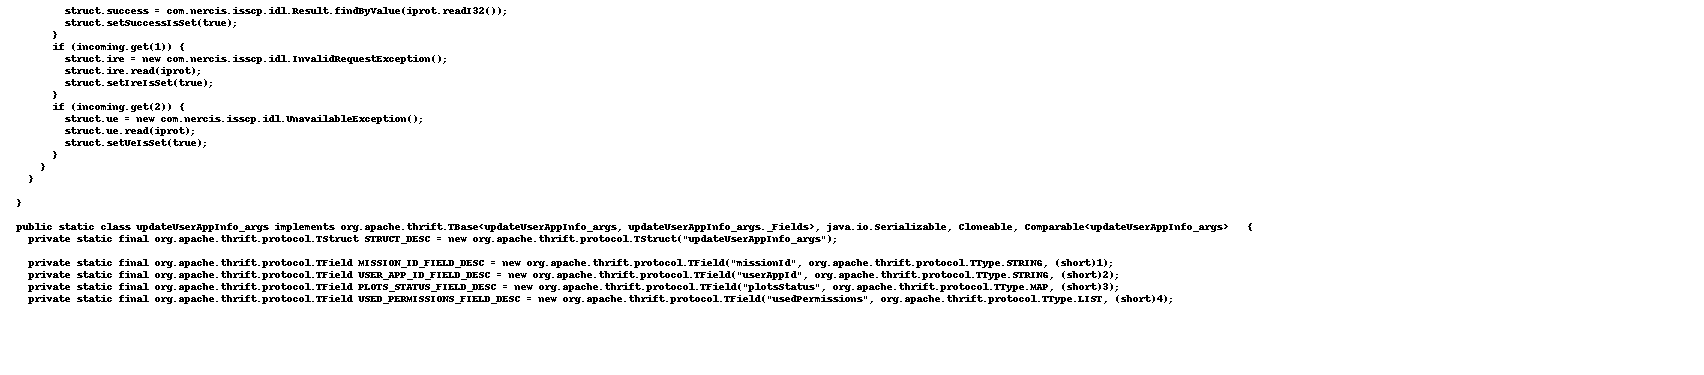 struct.success = com.nercis.isscp.idl.Result.findByValue(iprot.readI32());
struct.setSuccessIsSet(true);
}
if (incoming.get(1)) {
struct.ire = new com.nercis.isscp.idl.InvalidRequestException();
struct.ire.read(iprot);
struct.setIreIsSet(true);
}
if (incoming.get(2)) {
struct.ue = new com.nercis.isscp.idl.UnavailableException();
struct.ue.read(iprot);
struct.setUeIsSet(true);
}
}
}
}
public static class updateUserAppInfo_args implements org.apache.thrift.TBase<updateUserAppInfo_args, updateUserAppInfo_args._Fields>, java.io.Serializable, Cloneable, Comparable<updateUserAppInfo_args>   {
private static final org.apache.thrift.protocol.TStruct STRUCT_DESC = new org.apache.thrift.protocol.TStruct("updateUserAppInfo_args");
private static final org.apache.thrift.protocol.TField MISSION_ID_FIELD_DESC = new org.apache.thrift.protocol.TField("missionId", org.apache.thrift.protocol.TType.STRING, (short)1);
private static final org.apache.thrift.protocol.TField USER_APP_ID_FIELD_DESC = new org.apache.thrift.protocol.TField("userAppId", org.apache.thrift.protocol.TType.STRING, (short)2);
private static final org.apache.thrift.protocol.TField PLOTS_STATUS_FIELD_DESC = new org.apache.thrift.protocol.TField("plotsStatus", org.apache.thrift.protocol.TType.MAP, (short)3);
private static final org.apache.thrift.protocol.TField USED_PERMISSIONS_FIELD_DESC = new org.apache.thrift.protocol.TField("usedPermissions", org.apache.thrift.protocol.TType.LIST, (short)4);